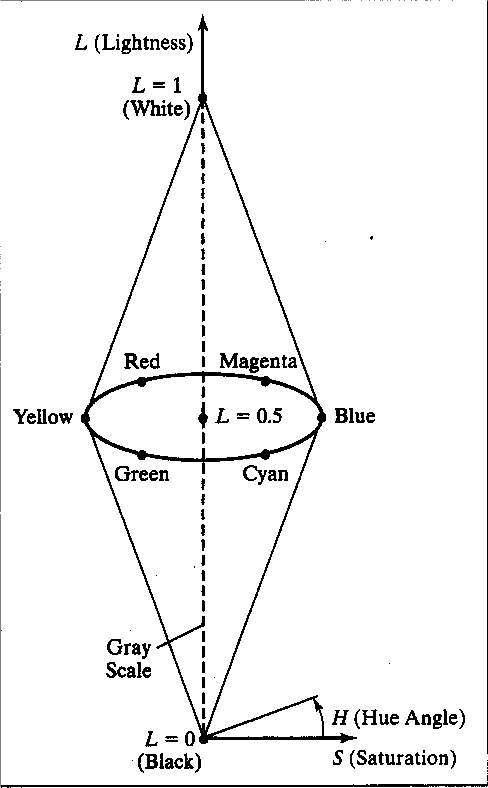 L (Lightness)
L = 1
(White)
Red
Magenta
Yellow
L = 0.5
Blue
Green
Cyan
Gray
Scale
H (Hue Angle)
L = 0
(Black)
S (Saturation)